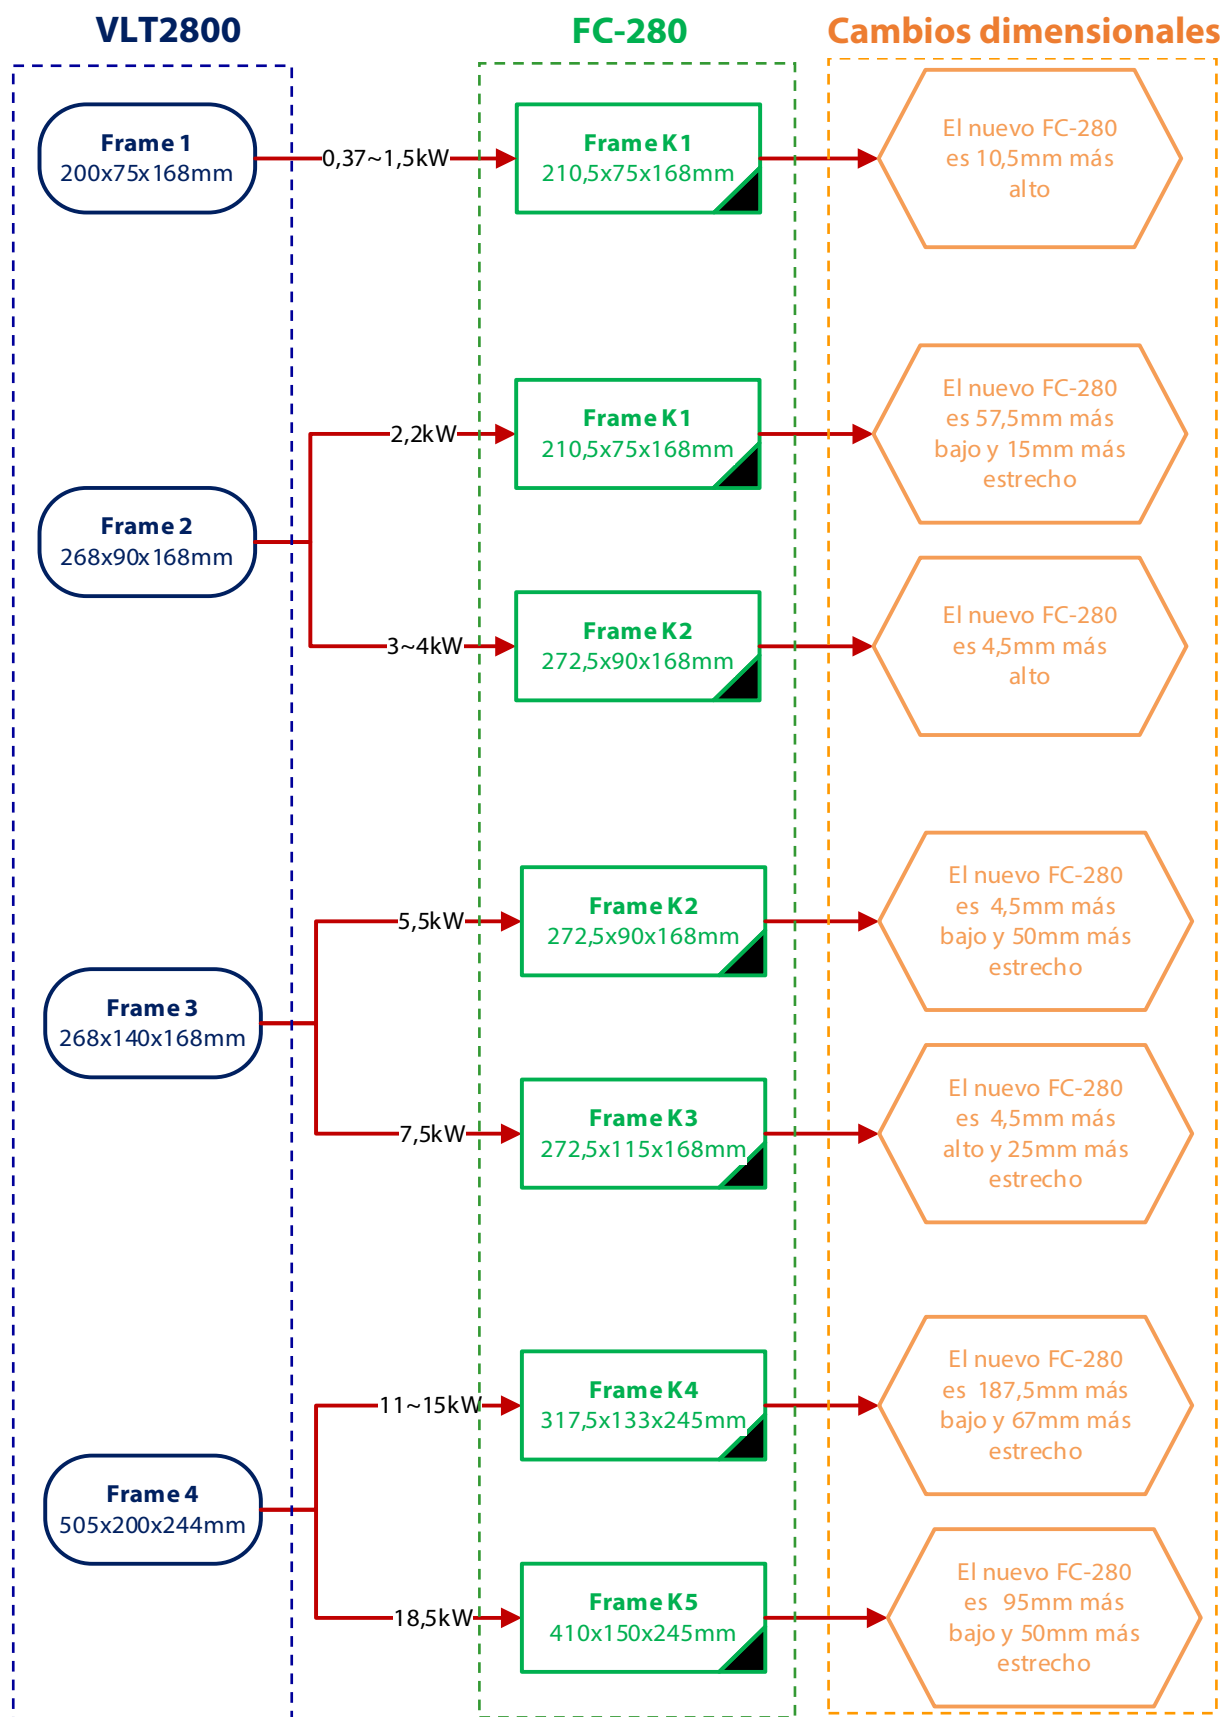 VLT2800
FC-280
Cambios dimensionales
Frame 1
200x75x168mm
0,37~1,5kW
Frame K1
210,5x75x168mm
El nuevo FC-280
es 10,5mm más
alto
Frame 2
268x90x168mm
2,2kW
Frame K1
210,5x75x168mm
El nuevo FC-280
es 57,5mm más
bajo y 15mm más
estrecho
3~4kW
Frame K2
272,5x90x168mm
El nuevo FC-280
es 4,5mm más
alto
Frame 3
268x140x168mm
5,5kW
Frame K2
272,5x90x168mm
El nuevo FC-280
es 4,5mm más
bajo y 50mm más
estrecho
7,5kW
Frame K3
272,5x115x168mm
El nuevo FC-280
es 4,5mm más
alto y 25mm más
estrecho
Frame 4
505x200x244mm
11~15kW
Frame K4
317,5x133x245mm
El nuevo FC-280
es 187,5mm más
bajo y 67mm más
estrecho
18,5kW
Frame K5
410x150x245mm
El nuevo FC-280
es 95mm más
bajo y 50mm más
estrecho